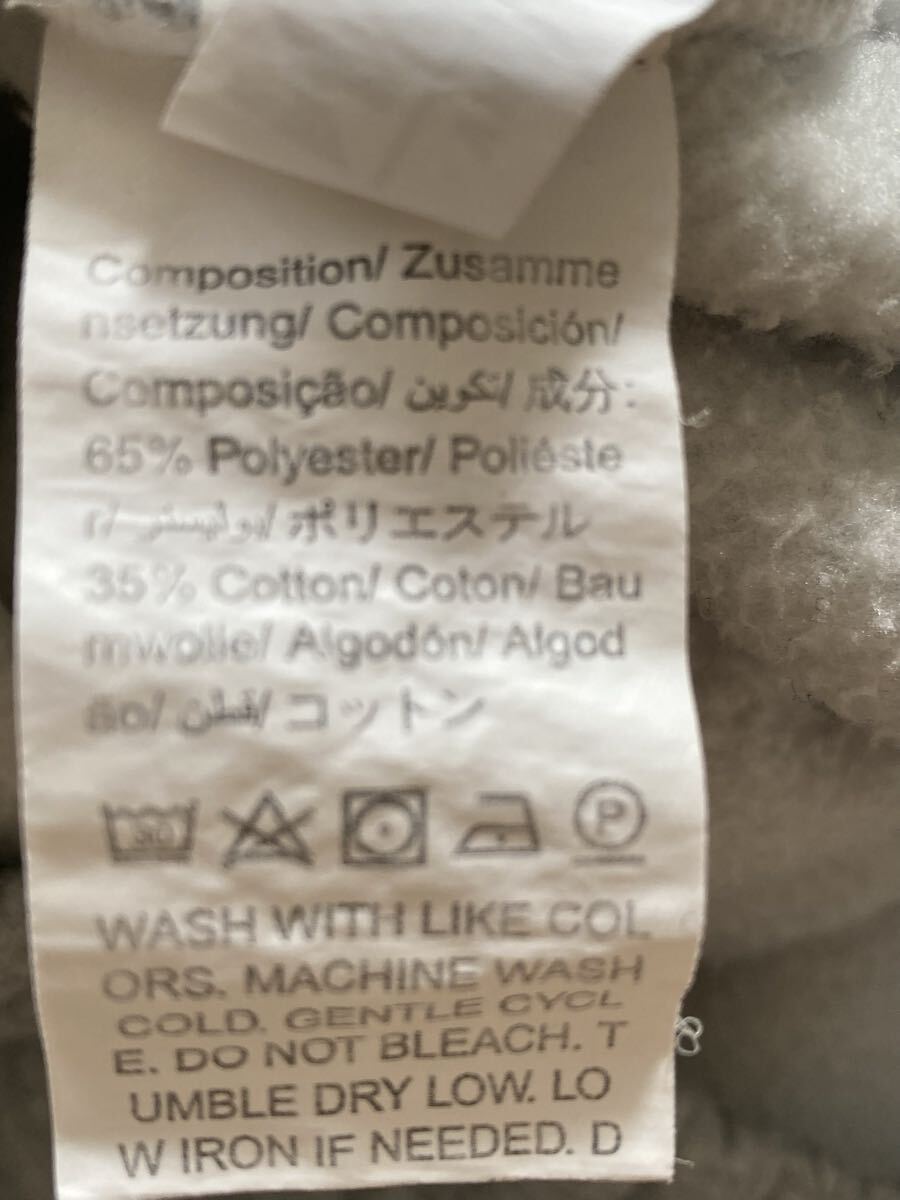 Composition/ Zusamme
nsetzung/ Composición/
Composição/ تكوين/ 成分:
65% Polyester/ Poliéste
r/ بوليستر/ ポリエステル
35% Cotton/ Coton/ Bau
mwolle/ Algodón/ Algod
ao/ قطن/ コットン
30 P
WASH WITH LIKE COL
ORS. MACHINE WASH
COLD. GENTLE CYCL
E. DO NOT BLEACH. T
UMBLE DRY LOW. LO
W IRON IF NEEDED. D